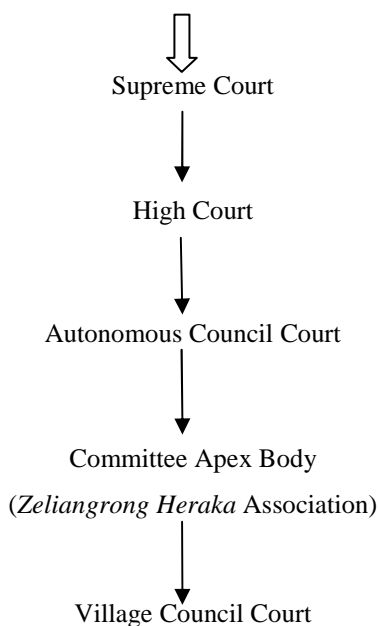 Supreme Court
High Court
Autonomous Council Court
Committee Apex Body
(Zeliangrong Heraka Association)
Village Council Court